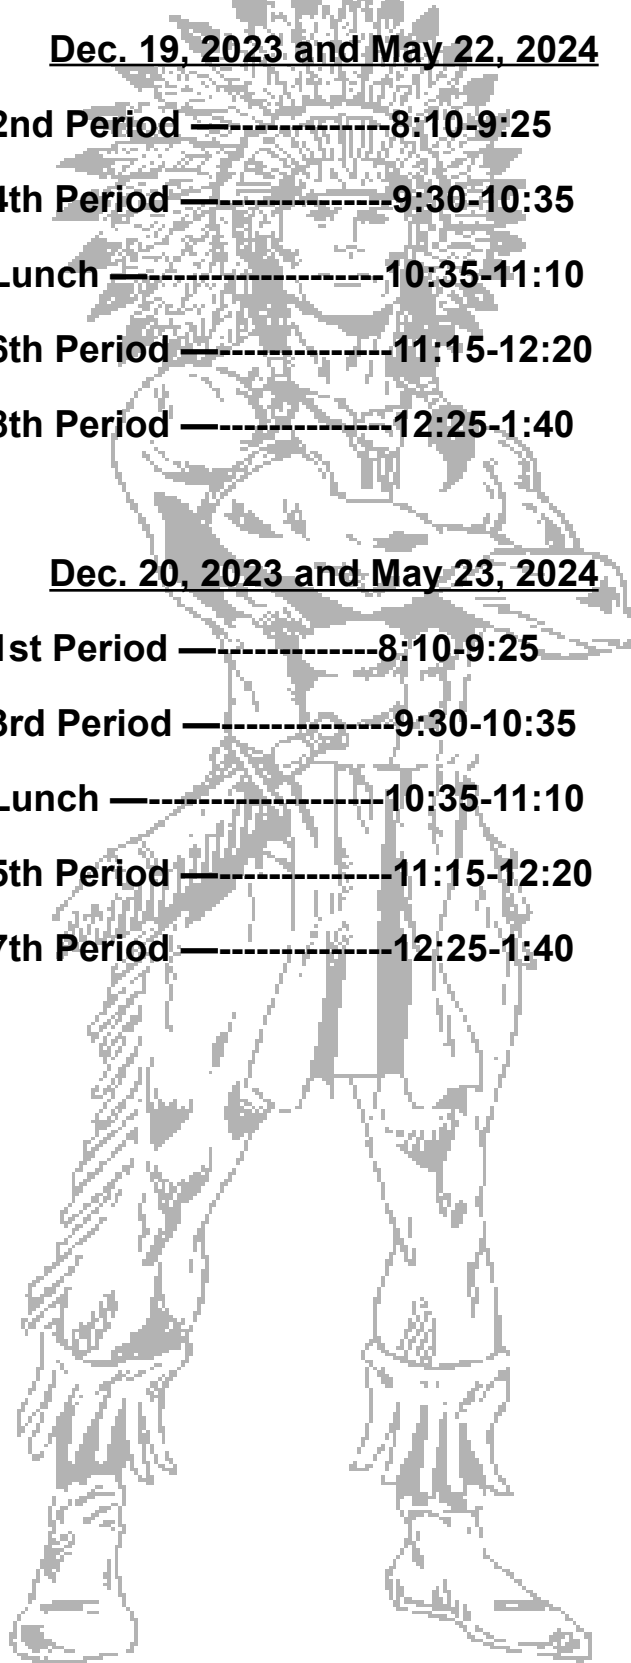 Dec. 19, 2023 and May 22, 2024
2nd Period —-------------8:10-9:25
4th Period —--------------9:30-10:35
Lunch —-------------------10:35-11:10
6th Period —--------------11:15-12:20
8th Period —--------------12:25-1:40
Dec. 20, 2023 and May 23, 2024
1st Period —-------------8:10-9:25
3rd Period —--------------9:30-10:35
Lunch —-------------------10:35-11:10
5th Period —--------------11:15-12:20
7th Period —--------------12:25-1:40